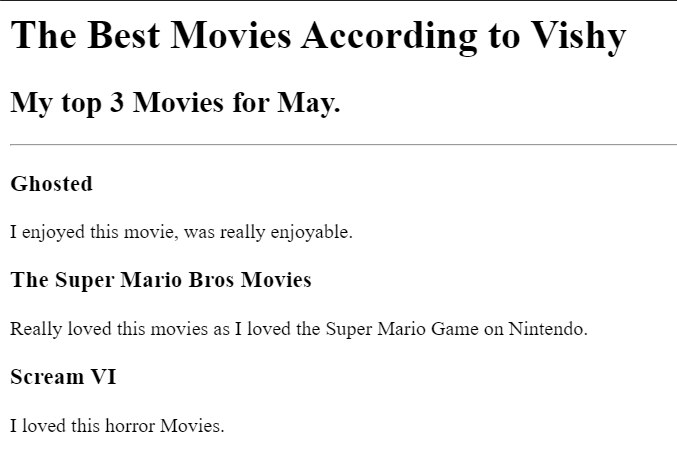 The Best Movies According to Vishy
My top 3 Movies for May.
Ghosted
I enjoyed this movie, was really enjoyable.
The Super Mario Bros Movies
Really loved this movies as I loved the Super Mario Game on Nintendo.
Scream VI
I loved this horror Movies.